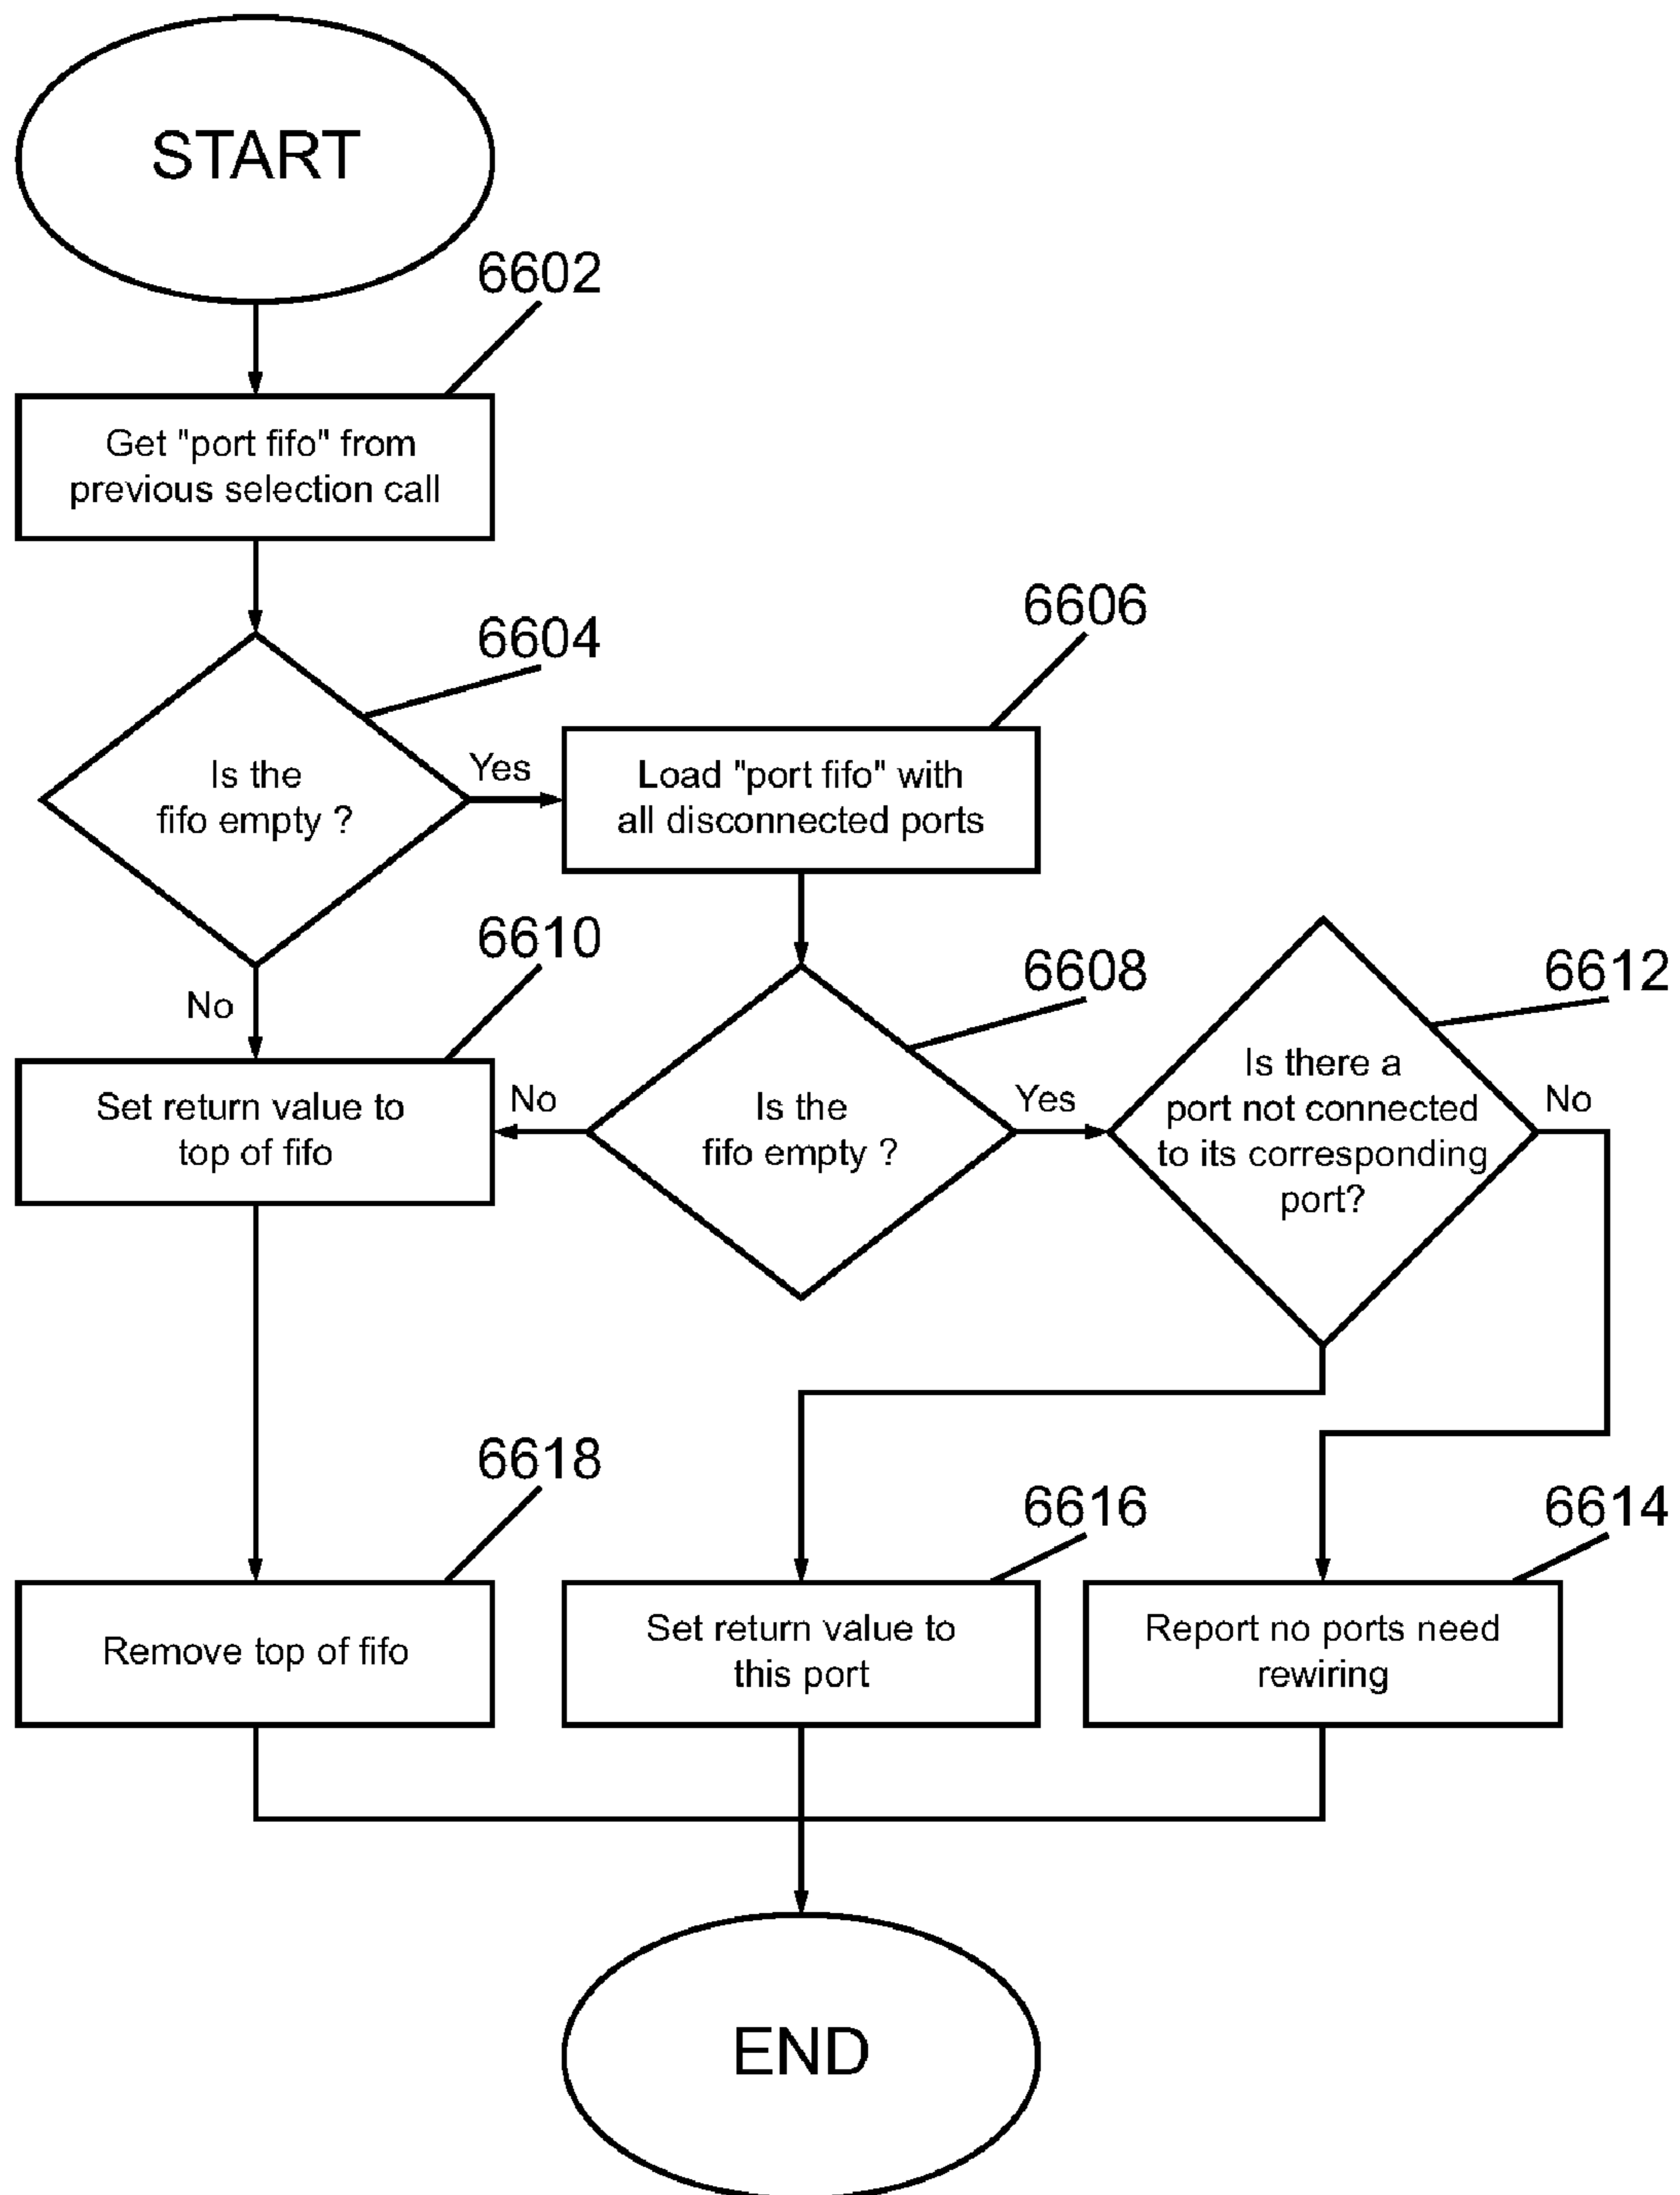 START
6602
Get "port fifo" from
previous selection call
6604
Is the
fifo empty ?
Yes
6606
Load "port fifo" with
all disconnected ports
No
6610
Set return value to
top of fifo
No
6608
Is the
fifo empty ?
Yes
6612
Is there a
port not connected
to its corresponding
port?
No
6618
Remove top of fifo
6616
Set return value to
this port
6614
Report no ports need
rewiring
END